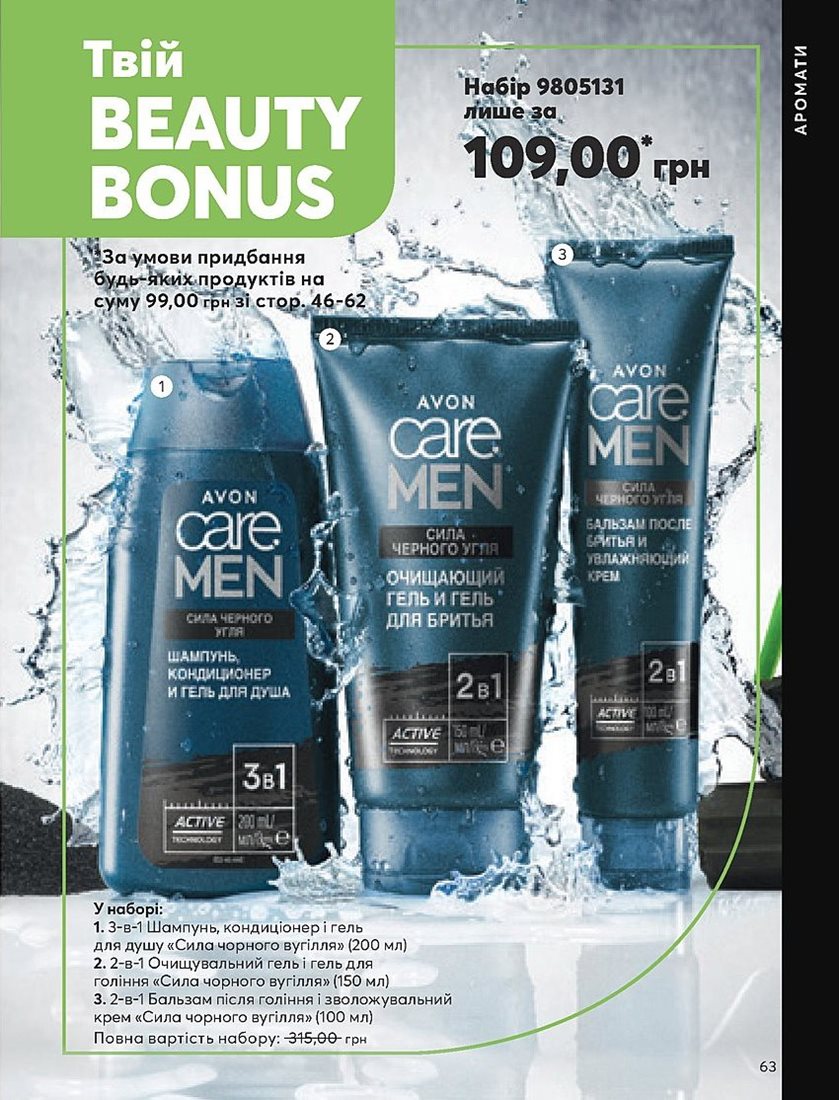 Твій
BEAUTY
BONUS
Набір 9805131
лише за
109,00* грн
АРОМАТИ
*За умови придбання
будь-яких продуктів на
суму 99,00 грн зі стор. 46-62
1
AVON
care.
MEN
СИЛА ЧЕРНОГО
УГЛЯ
ШАМПУНЬ,
КОНДИЦИОНЕР
И ГЕЛЬ ДЛЯ ДУША
3в1
ACTIVE
TECHNOLOGY
200 mL/
2
AVON
care.
MEN
СИЛА
ЧЕРНОГО УГЛЯ
ОЧИЩАЮЩИЙ
ГЕЛЬ И ГЕЛЬ
ДЛЯ БРИТЬЯ
2в1
ACTIVE
TECHNOLOGY
150 mL/
3
AVON
care.
MEN
СИЛА
ЧЕРНОГО УГЛЯ
БАЛЬЗАМ ПОСЛЕ
БРИТЬЯ И
УВЛАЖНЯЮЩИЙ
КРЕМ
2в1
ACTIVE
TECHNOLOGY
100 mL/
У наборі:
1. 3-в-1 Шампунь, кондиціонер і гель
для душу «Сила чорного вугілля» (200 мл)
2. 2-в-1 Очищувальний гель і гель для
гоління «Сила чорного вугілля» (150 мл)
3. 2-в-1 Бальзам після гоління і зволожувальний
крем «Сила чорного вугілля» (100 мл)
Повна вартість набору: 315,00 грн
63